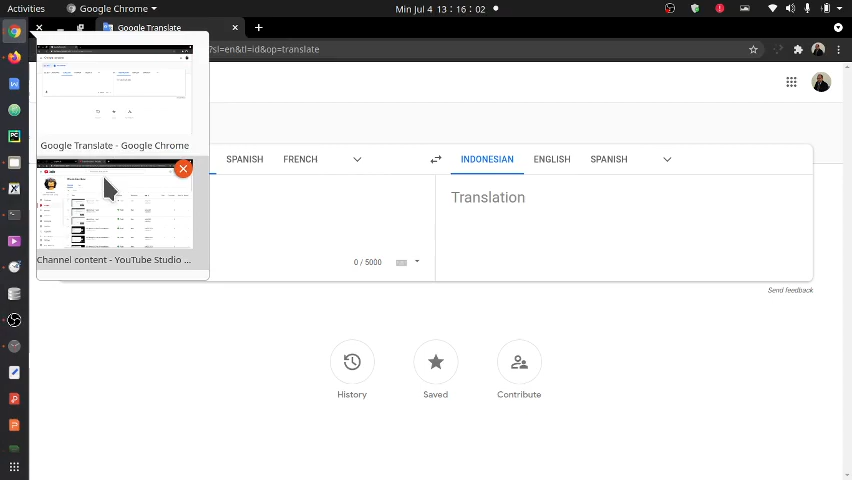 Activities
Google Chrome
Min Jul 4 13∶16∶02
Google Translate
?sl=en&tl=id&op=translate
Google Translate - Google Chrome
Channel content - YouTube Studio ...
SPANISH
FRENCH
INDONESIAN
ENGLISH
SPANISH
Translation
0 / 5000
Send feedback
History
Saved
Contribute